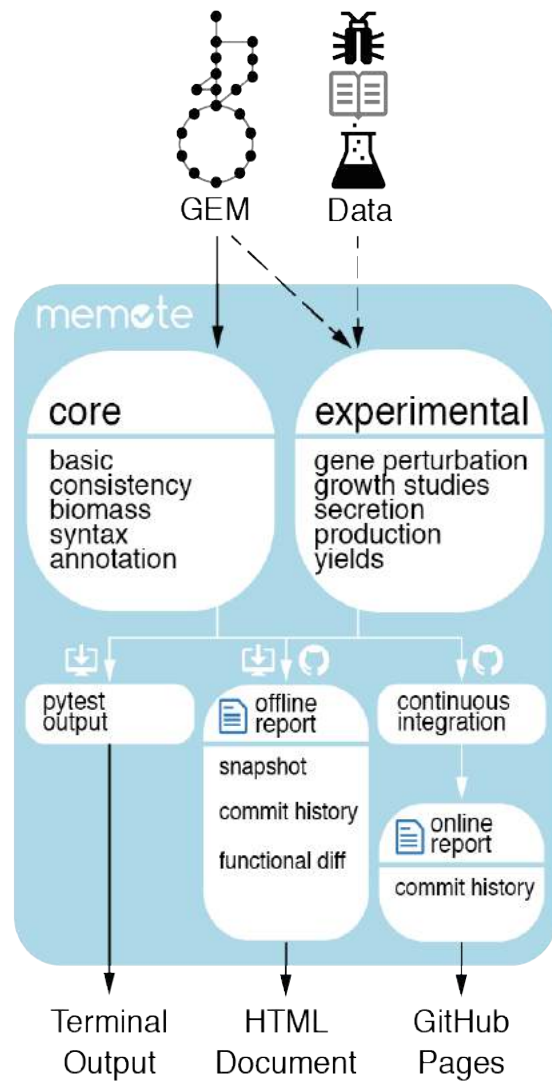 GEM
Data
memote
core
basic
consistency
biomass
syntax
annotation
experimental
gene perturbation
growth studies
secretion
production
yields
pytest
output
offline
report
snapshot
commit history
functional diff
continuous
integration
online
report
commit history
Terminal
Output
HTML
Document
GitHub
Pages